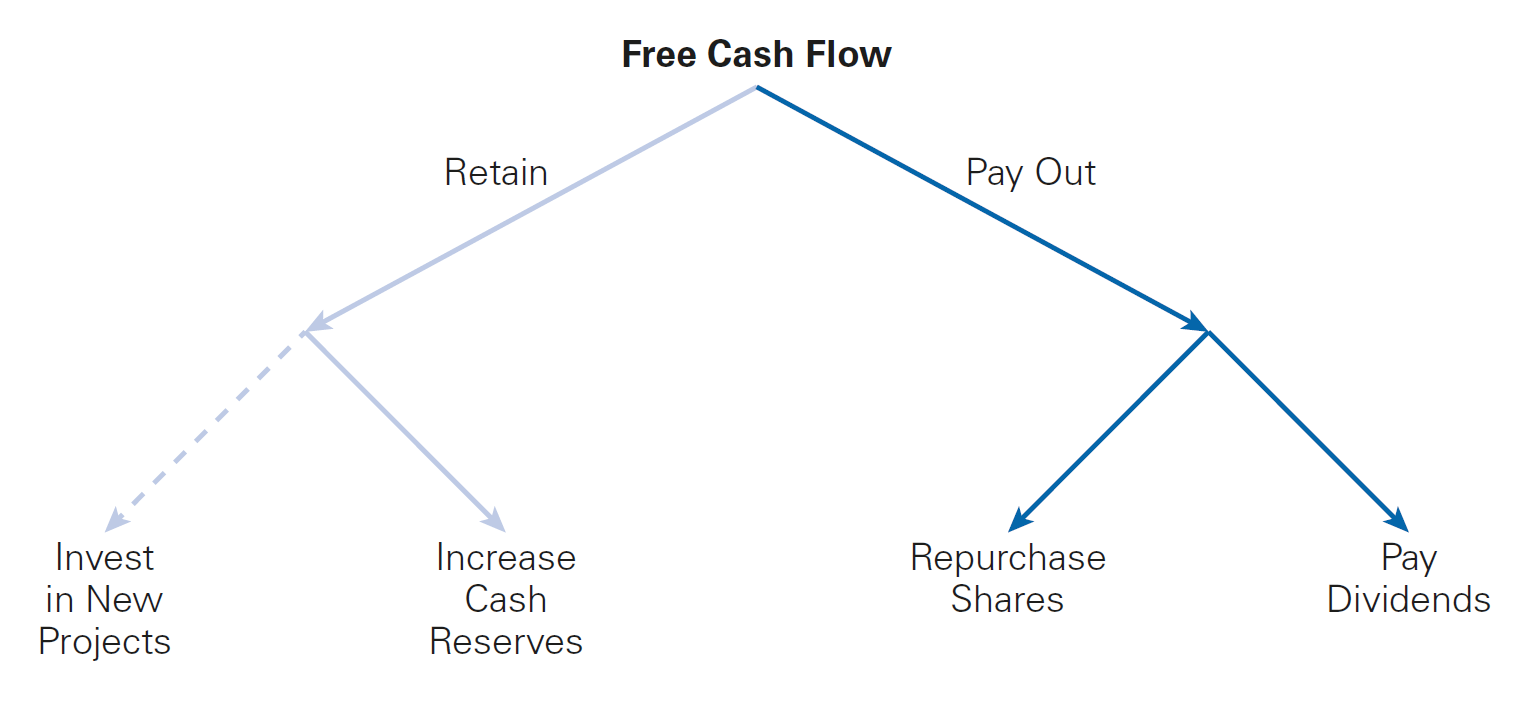 Free Cash Flow
Retain
Pay Out
Invest
in New
Projects
Increase
Cash
Reserves
Repurchase
Shares
Pay
Dividends